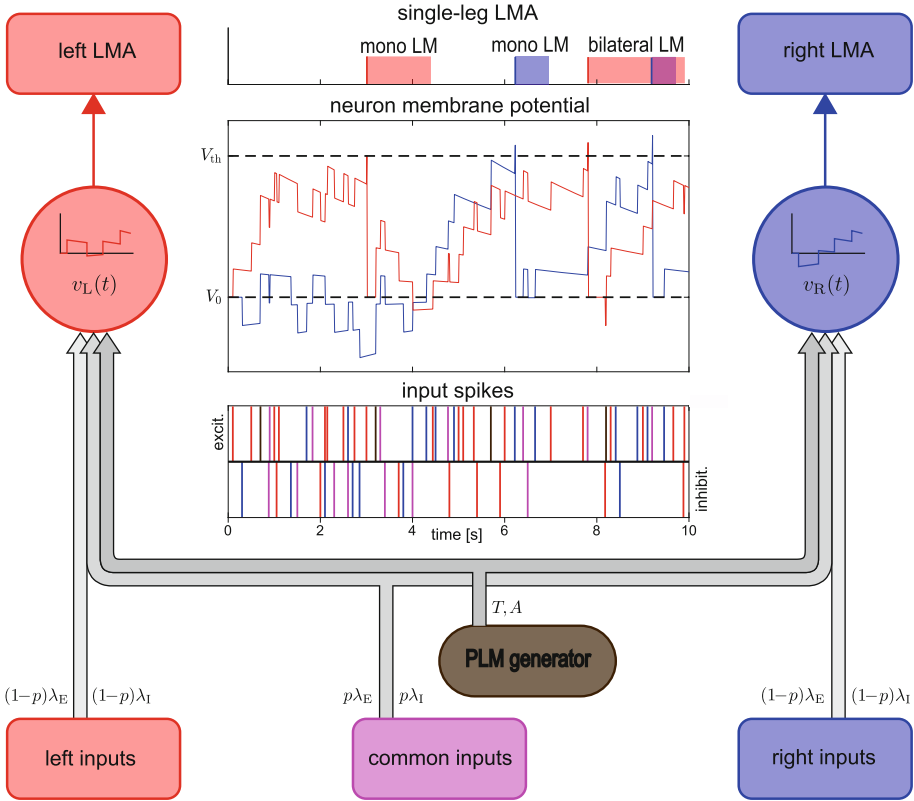 single-leg LMA
left LMA
mono LM
mono LM
bilateral LM
right LMA
neuron membrane potential
V_th
V_0
v_L(t)
v_R(t)
input spikes
excit.
inhibit.
0 2 4 6 8 10
time [s]
T, A
PLM generator
(1−p)λ_E (1−p)λ_I
pλ_E pλ_I
(1−p)λ_E (1−p)λ_I
left inputs
common inputs
right inputs